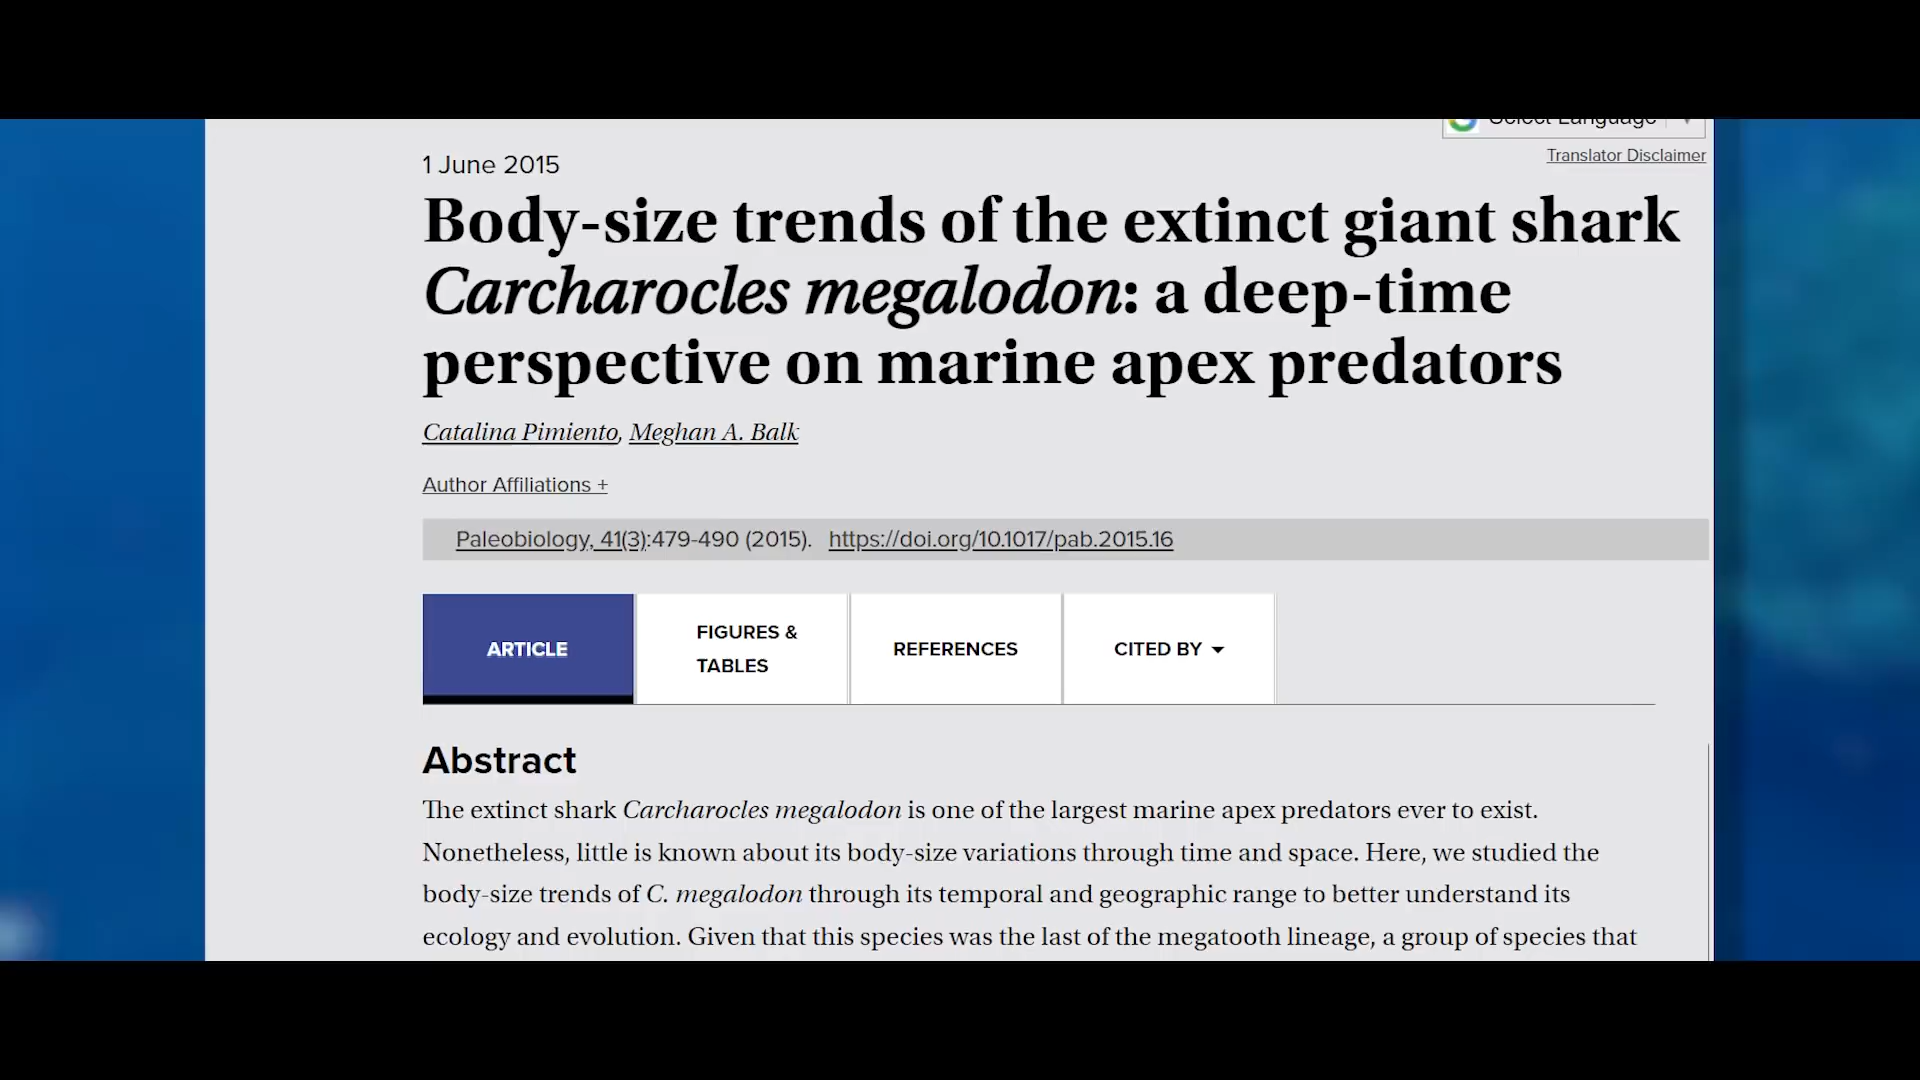 Select Language
Translator Disclaimer
1 June 2015
Body-size trends of the extinct giant shark
Carcharocles megalodon: a deep-time
perspective on marine apex predators
Catalina Pimiento, Meghan A. Balk
Author Affiliations +
Paleobiology, 41(3):479-490 (2015). https://doi.org/10.1017/pab.2015.16
ARTICLE
FIGURES &
TABLES
REFERENCES
CITED BY
Abstract
The extinct shark Carcharocles megalodon is one of the largest marine apex predators ever to exist.
Nonetheless, little is known about its body-size variations through time and space. Here, we studied the
body-size trends of C. megalodon through its temporal and geographic range to better understand its
ecology and evolution. Given that this species was the last of the megatooth lineage, a group of species that